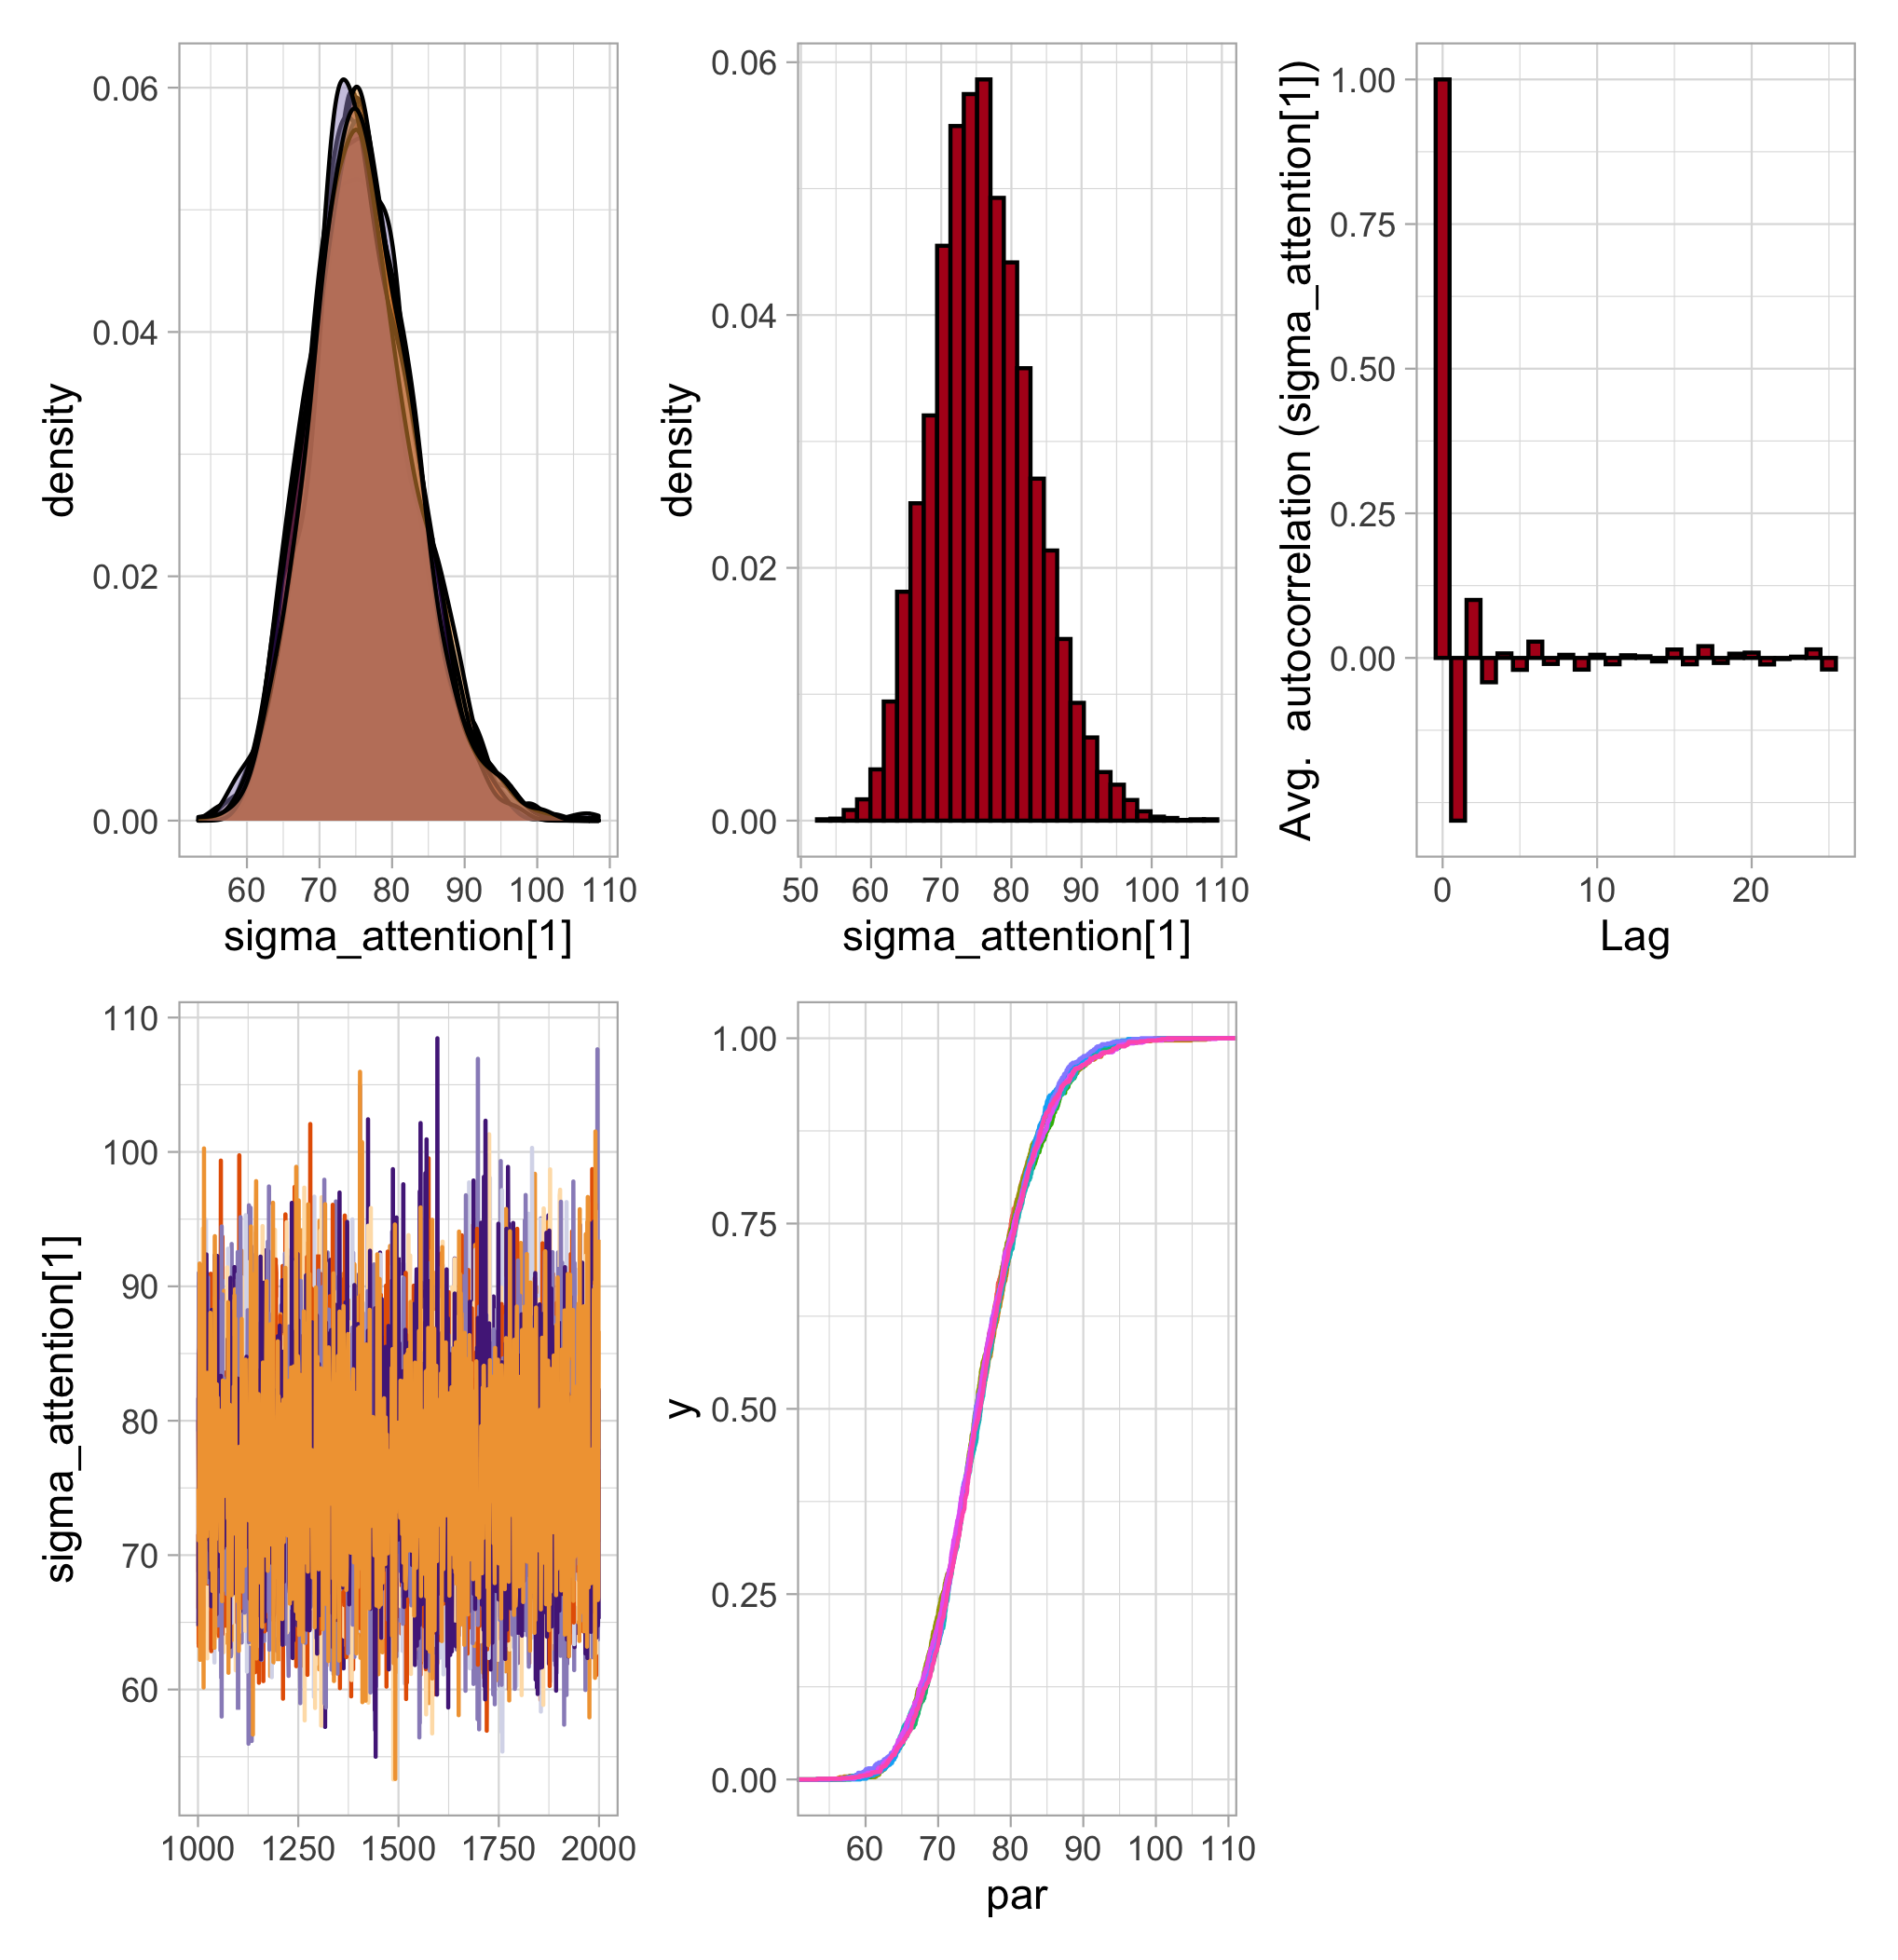 density
0.06
0.04
0.02
0.00
60 70 80 90 100 110
sigma_attention[1]
density
0.06
0.04
0.02
0.00
50 60 70 80 90 100 110
sigma_attention[1]
Avg. autocorrelation (sigma_attention[1])
1.00
0.75
0.50
0.25
0.00
0 10 20
Lag
sigma_attention[1]
110
100
90
80
70
60
1000 1250 1500 1750 2000
y
1.00
0.75
0.50
0.25
0.00
60 70 80 90 100 110
par